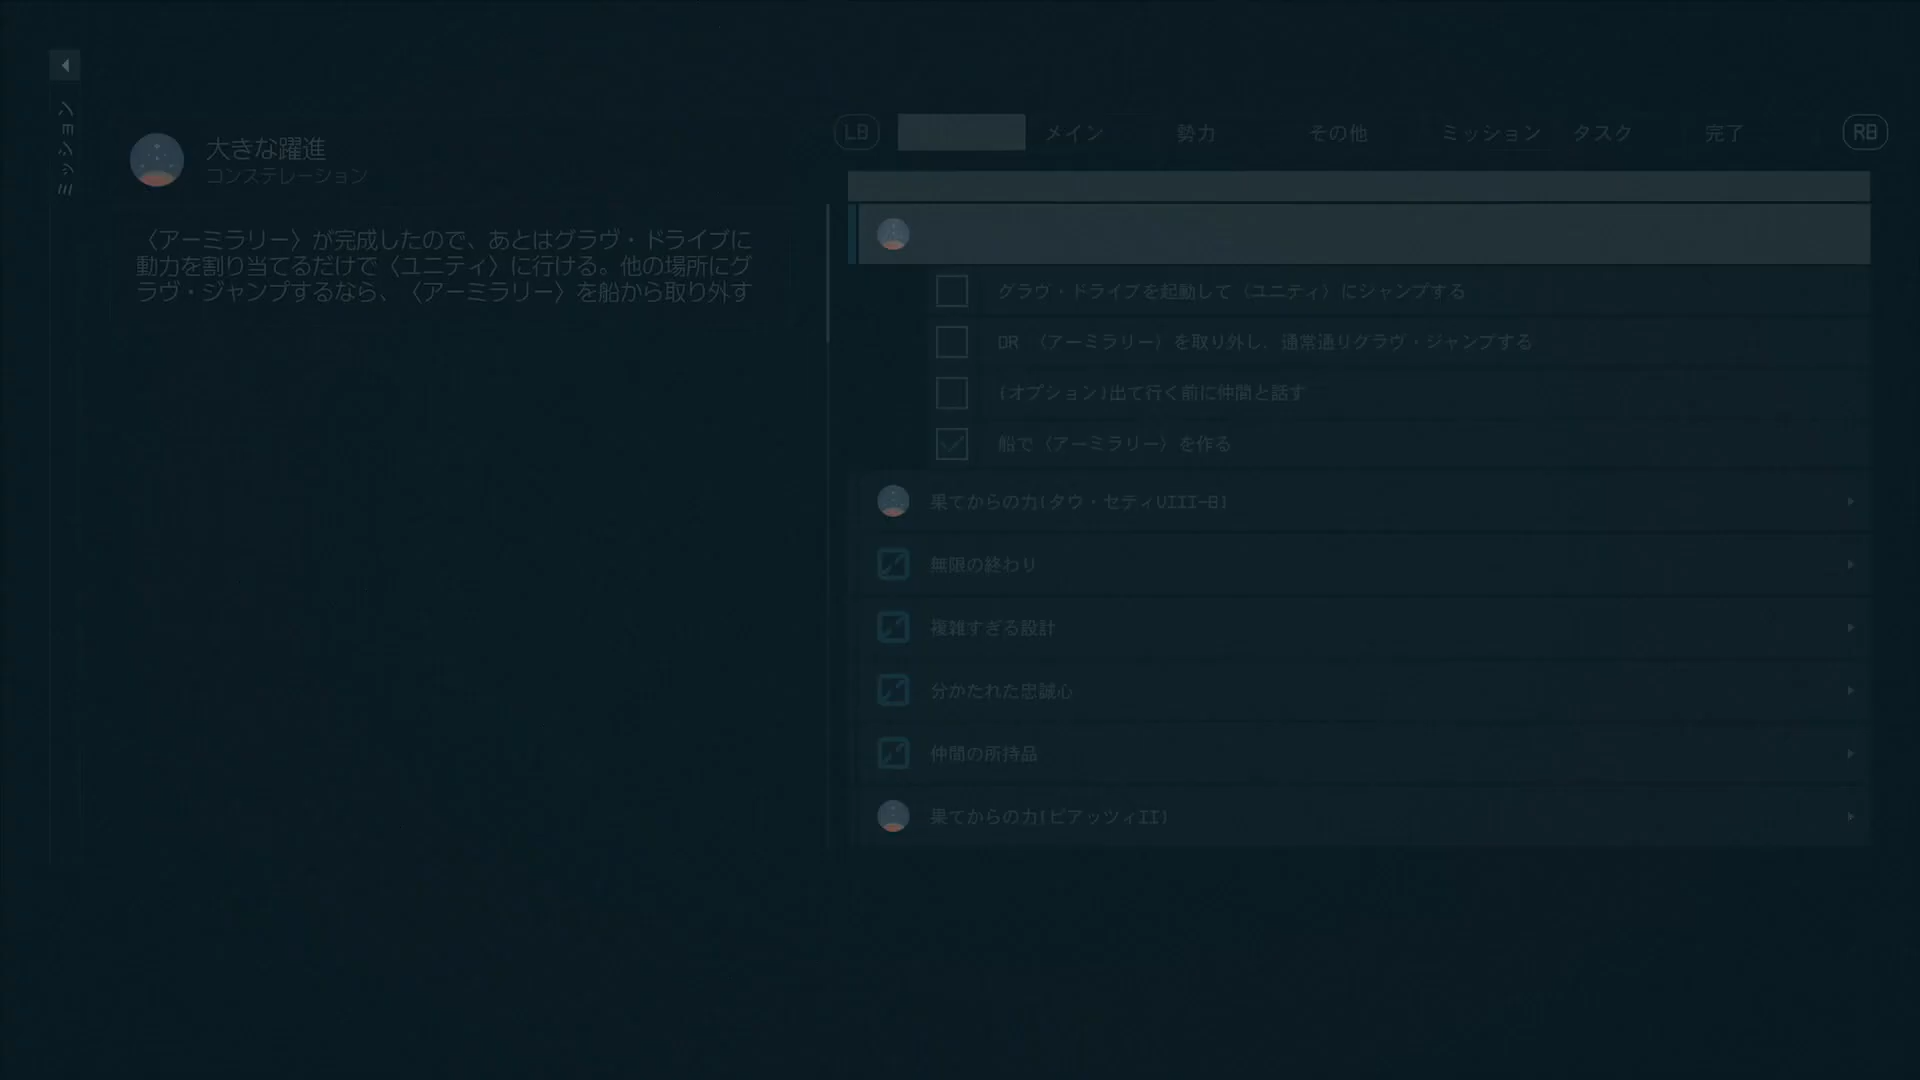 ミッション
大きな躍進
コンステレーション
〈アーミラリー〉が完成したので、あとはグラヴ・ドライブに
動力を割り当てるだけで〈ユニティ〉に行ける。他の場所にグ
ラヴ・ジャンプするなら、〈アーミラリー〉を船から取り外す
LB
メイン
勢力
その他
ミッション
タスク
完了
RB
グラヴ・ドライブを起動して〈ユニティ〉にジャンプする
OR 〈アーミラリー〉を取り外し、通常通りグラヴ・ジャンプする
(オプション)出て行く前に仲間と話す
船で〈アーミラリー〉を作る
果てからの力(タウ・セティVIII-B)
無限の終わり
複雑すぎる設計
分かたれた忠誠心
仲間の所持品
果てからの力(ピアッツィII)